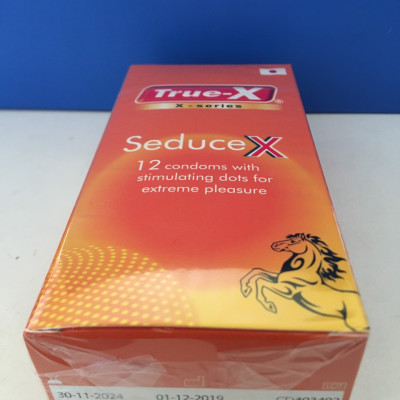 True-X®
X-series
SeduceX
12 condoms with
stimulating dots for
extreme pleasure
30-11-2024 01-12-2019